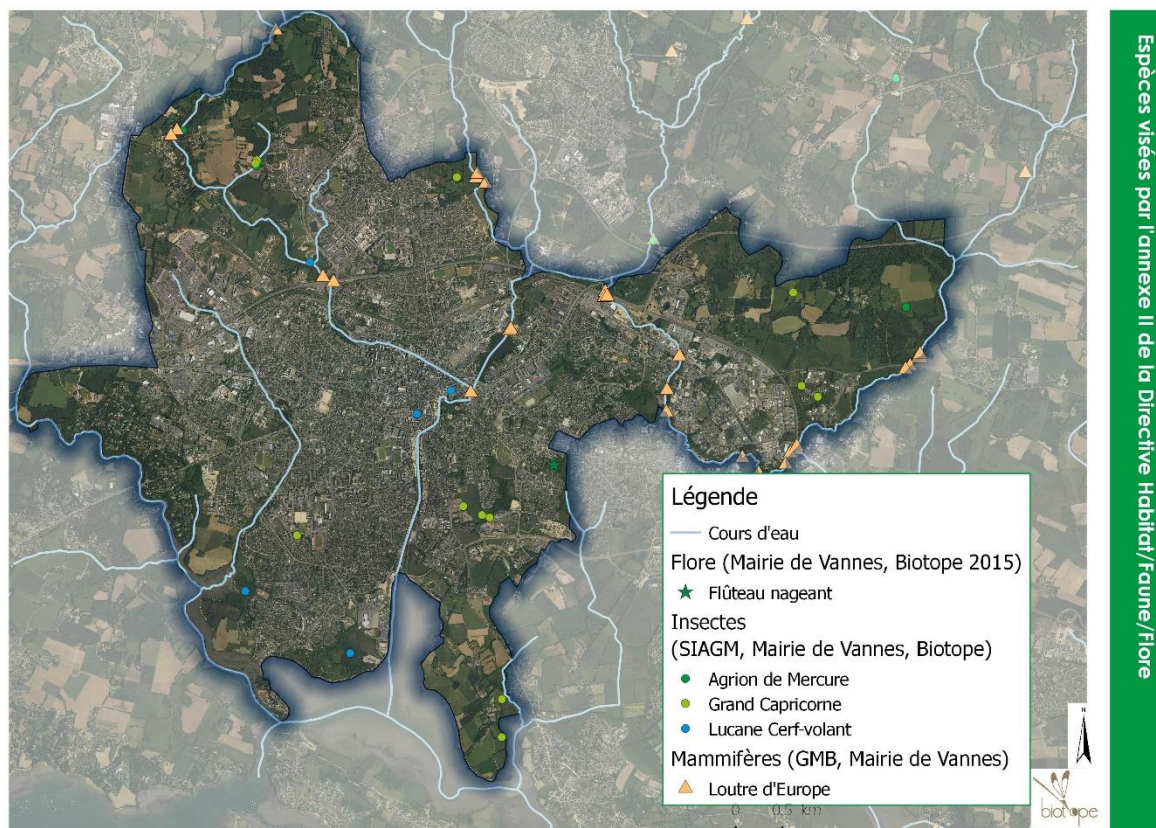 Espèces visées par l'annexe II de la Directive Habitat/Faune/Flore
Légende
Cours d'eau
Flore (Mairie de Vannes, Biotope 2015)
Flûteau nageant
Insectes
(SIAGM, Mairie de Vannes, Biotope)
Agrion de Mercure
Grand Capricorne
Lucane Cerf-volant
Mammifères (GMB, Mairie de Vannes)
Loutre d'Europe
0 0.5 km
N
biotope